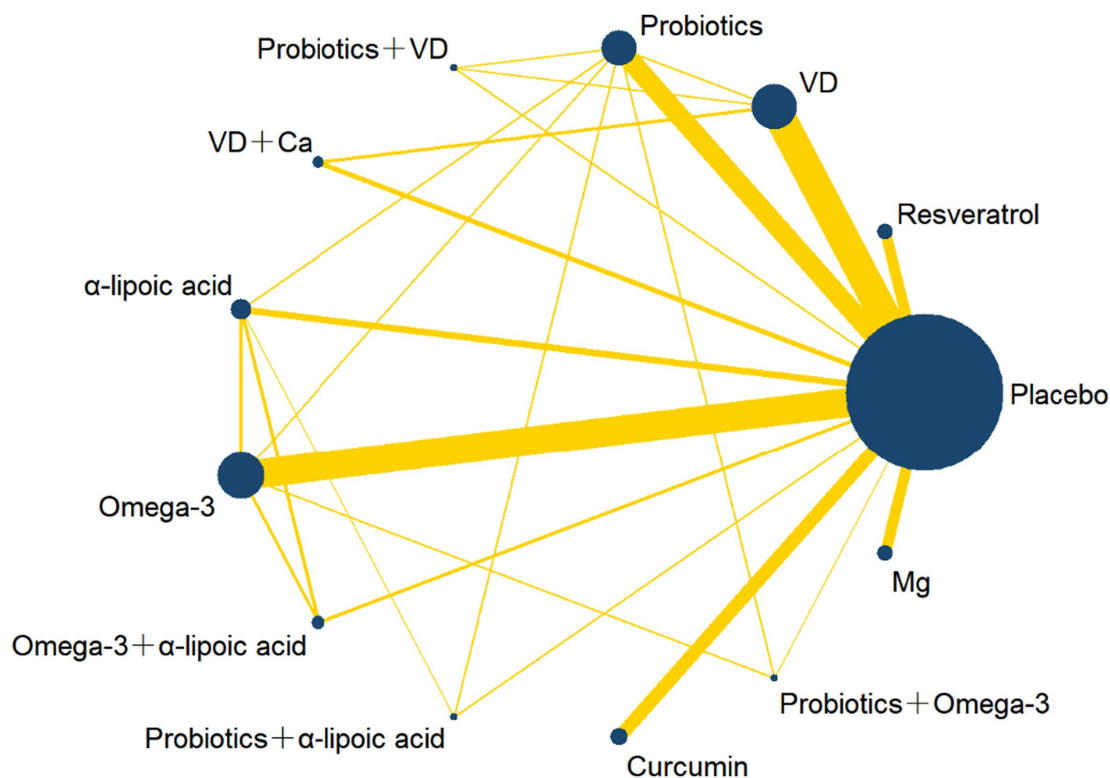 Probiotics
Probiotics＋VD
VD
VD＋Ca
Resveratrol
α-lipoic acid
Placebo
Omega-3
Mg
Omega-3＋α-lipoic acid
Probiotics＋Omega-3
Probiotics＋α-lipoic acid
Curcumin